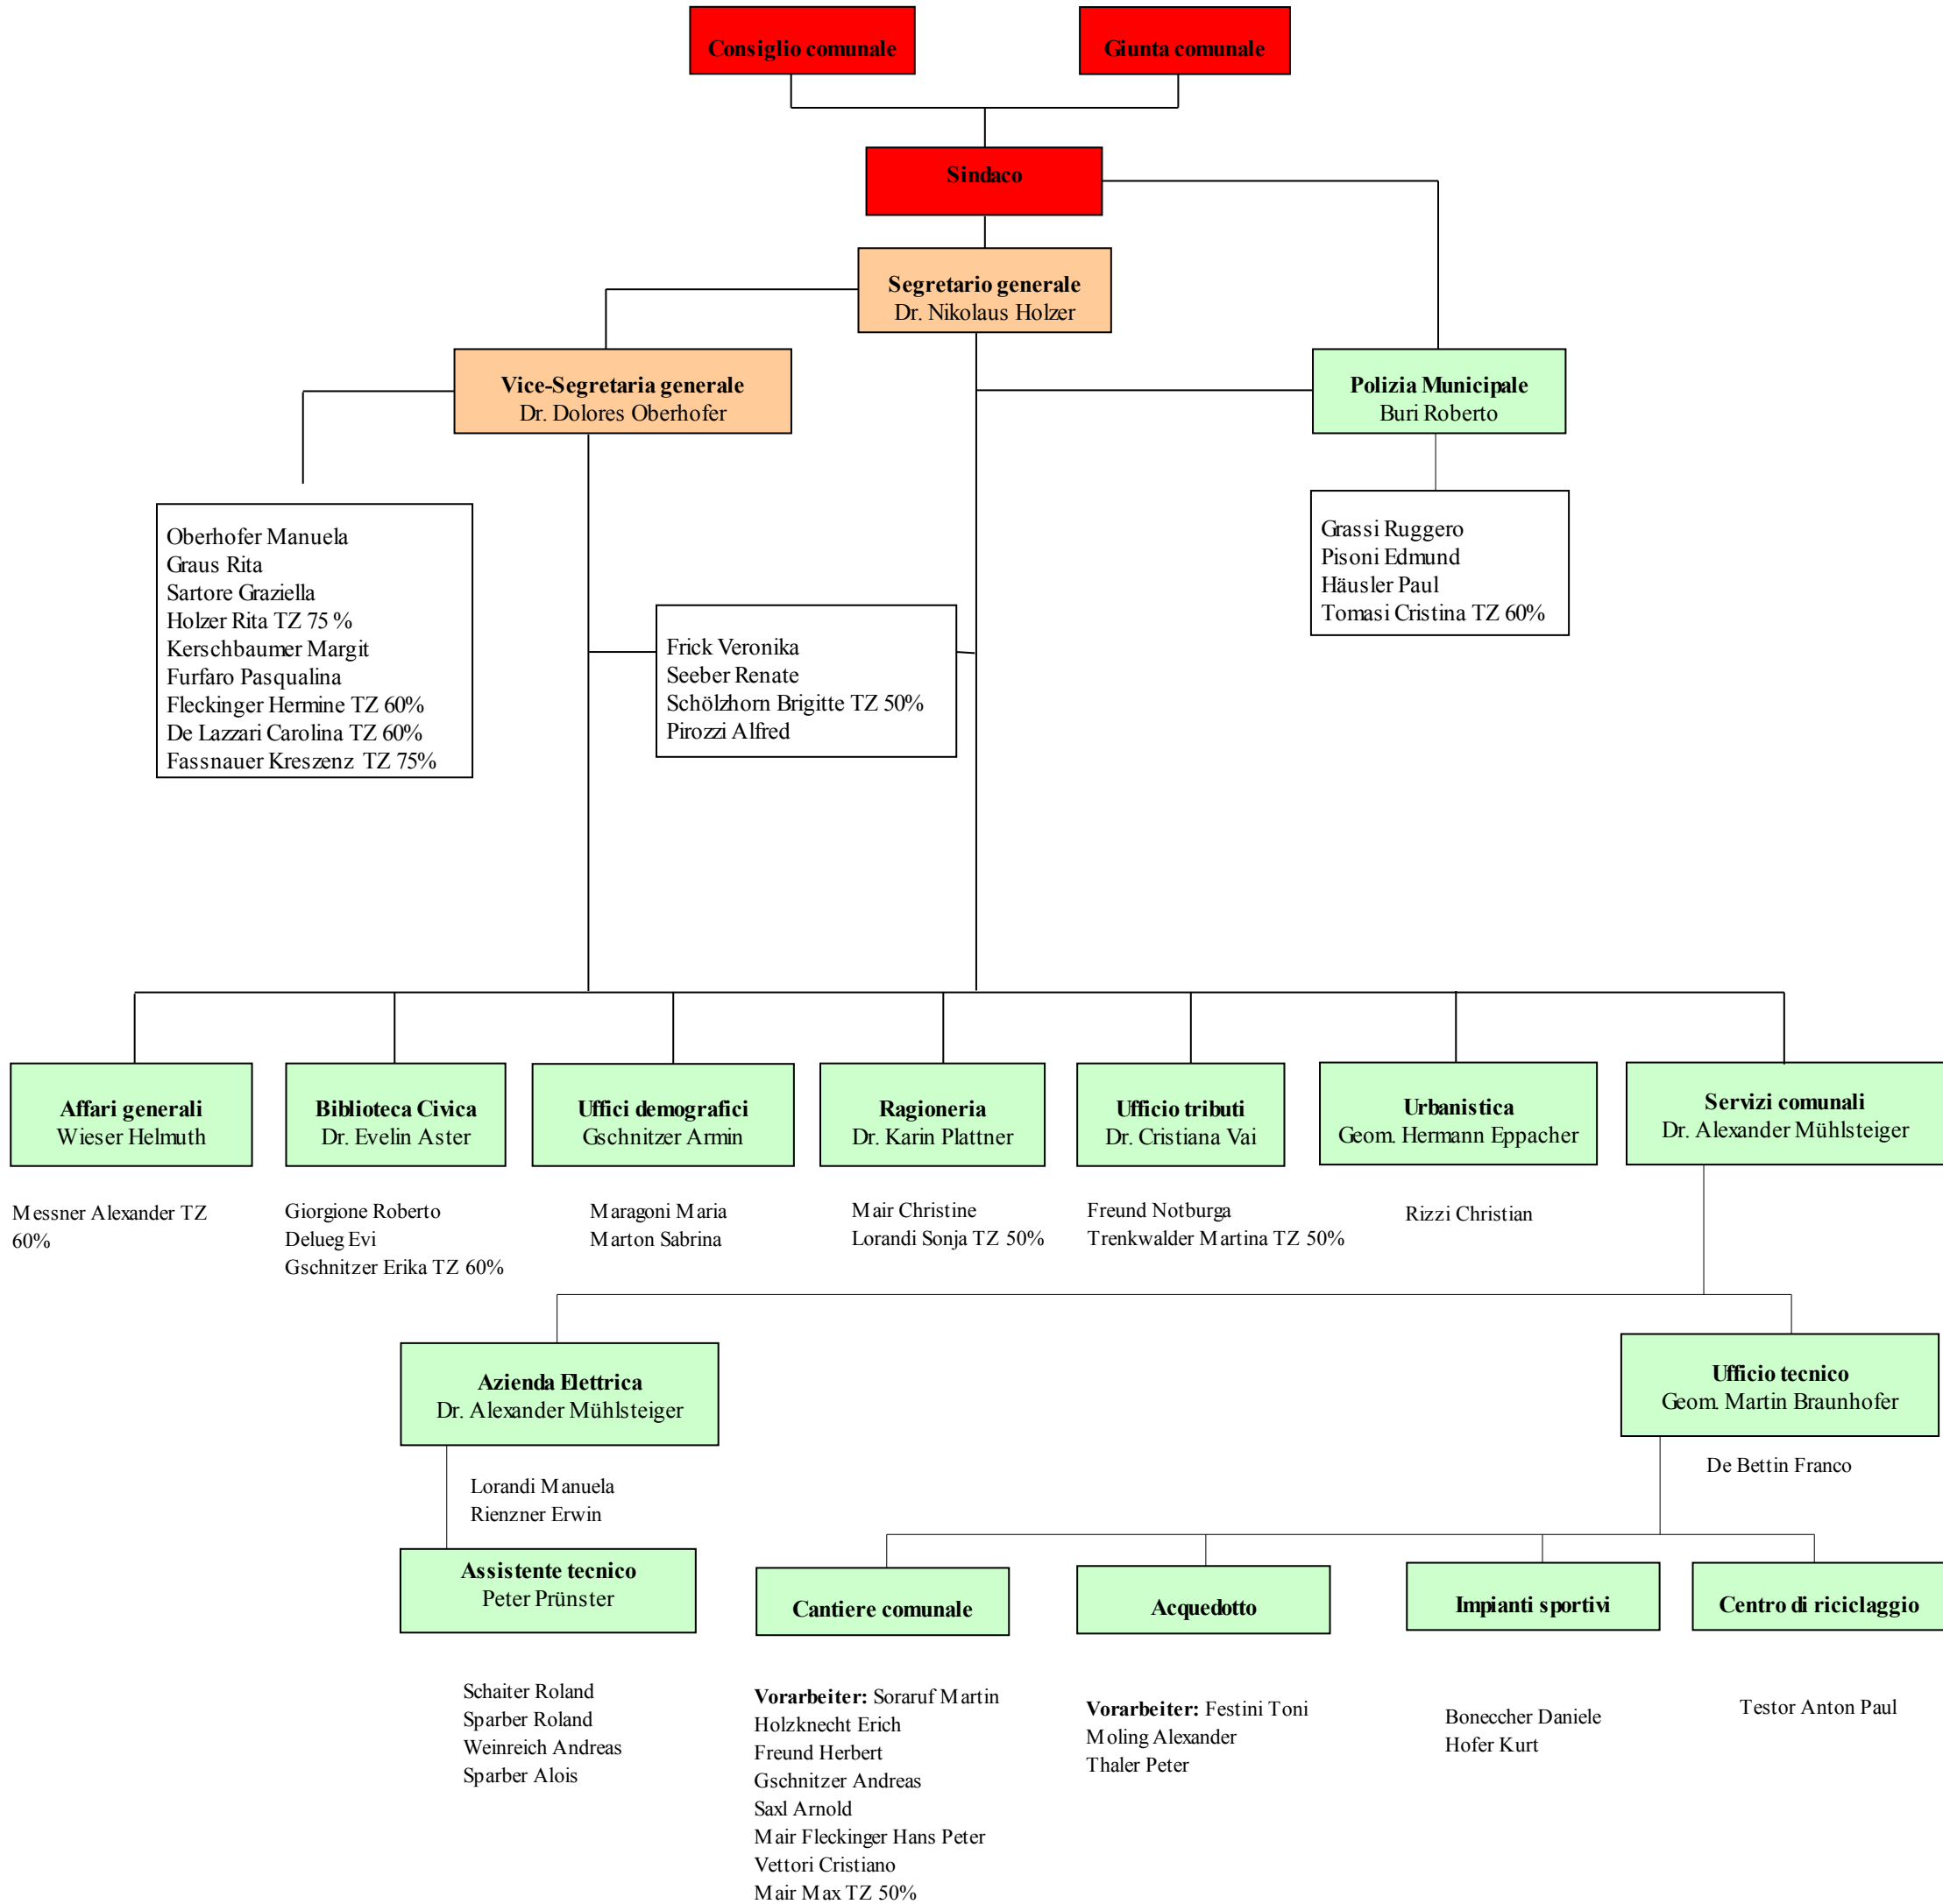 Consiglio comunale
Giunta comunale
Sindaco
Segretario generale
Dr. Nikolaus Holzer
Vice-Segretaria generale
Dr. Dolores Oberhofer
Polizia Municipale
Buri Roberto
Oberhofer Manuela
Graus Rita
Sartore Graziella
Holzer Rita TZ 75 %
Kerschbaumer Margit
Furfaro Pasqualina
Fleckinger Hermine TZ 60%
De Lazzari Carolina TZ 60%
Fassnauer Kreszenz TZ 75%
Frick Veronika
Seeber Renate
Schölzhorn Brigitte TZ 50%
Pirozzi Alfred
Grassi Ruggero
Pisoni Edmund
Häusler Paul
Tomasi Cristina TZ 60%
Affari generali
Wieser Helmuth
Messner Alexander TZ
60%
Biblioteca Civica
Dr. Evelin Aster
Giorgione Roberto
Delueg Evi
Gschnitzer Erika TZ 60%
Uffici demografici
Gschnitzer Armin
Maragoni Maria
Marton Sabrina
Ragioneria
Dr. Karin Plattner
Mair Christine
Lorandi Sonja TZ 50%
Ufficio tributi
Dr. Cristiana Vai
Freund Notburga
Trenkwalder Martina TZ 50%
Urbanistica
Geom. Hermann Eppacher
Rizzi Christian
Servizi comunali
Dr. Alexander Mühlsteiger
Azienda Elettrica
Dr. Alexander Mühlsteiger
Lorandi Manuela
Rienzner Erwin
Assistente tecnico
Peter Prünster
Schaiter Roland
Sparber Roland
Weinreich Andreas
Sparber Alois
Ufficio tecnico
Geom. Martin Braunhofer
De Bettin Franco
Cantiere comunale
Vorarbeiter: Soraruf Martin
Holzknecht Erich
Freund Herbert
Gschnitzer Andreas
Saxl Arnold
Mair Fleckinger Hans Peter
Vettori Cristiano
Mair Max TZ 50%
Acquedotto
Vorarbeiter: Festini Toni
Moling Alexander
Thaler Peter
Impianti sportivi
Boneccher Daniele
Hofer Kurt
Centro di riciclaggio
Testor Anton Paul